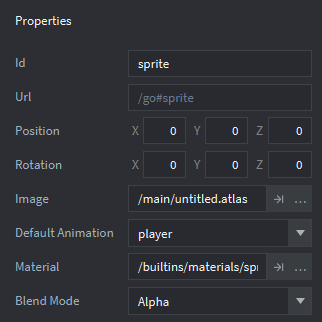 Properties
Id sprite
Url /go#sprite
Position X 0 Y 0 Z 0
Rotation X 0 Y 0 Z 0
Image /main/untitled.atlas ...
Default Animation player
Material /builtins/materials/spr ...
Blend Mode Alpha